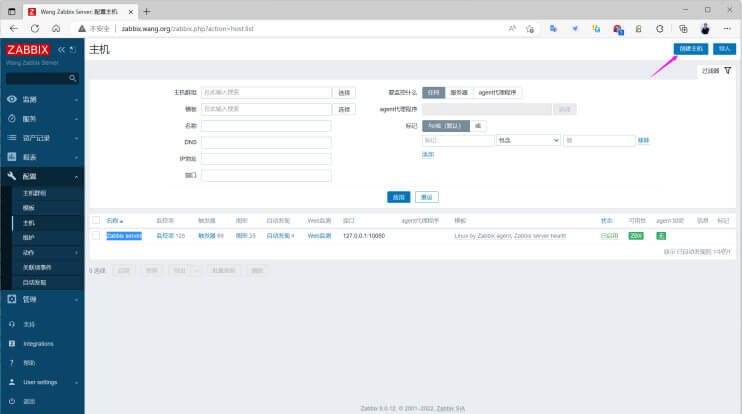 Wang Zabbix Server: 配置主机
不安全 | zabbix.wang.org/zabbix.php?action=host.list
ZABBIX
Wang Zabbix Server
监测
服务
资产记录
报表
配置
主机群组
模板
主机
维护
动作
关联项事件
自动发现
管理
支持
Integrations
帮助
User settings
退出
主机
创建主机 导入
过滤器
主机群组 在此输入搜索 选择
模板 在此输入搜索 选择
名称
DNS
IP地址
端口
要监控什么 任何 服务器 agent代理程序
agent代理程序 选择
标记 与/或（默认） 或
标记 包含 值 移除
添加
应用 重设
名称 监控项 触发器 图形 自动发现 Web监测 接口 agent代理程序 模板 状态 可用性 agent 加密 信息 标记
Zabbix server 监控项 128 触发器 69 图形 25 自动发现 4 Web监测 127.0.0.1:10050 Linux by Zabbix agent, Zabbix server health 已启用 ZBX 无
显示 已自动发现的 1 中的1
0 选择 启用 禁用 导出 批量更新 删除
Zabbix 6.0.12. © 2001–2022, Zabbix SIA